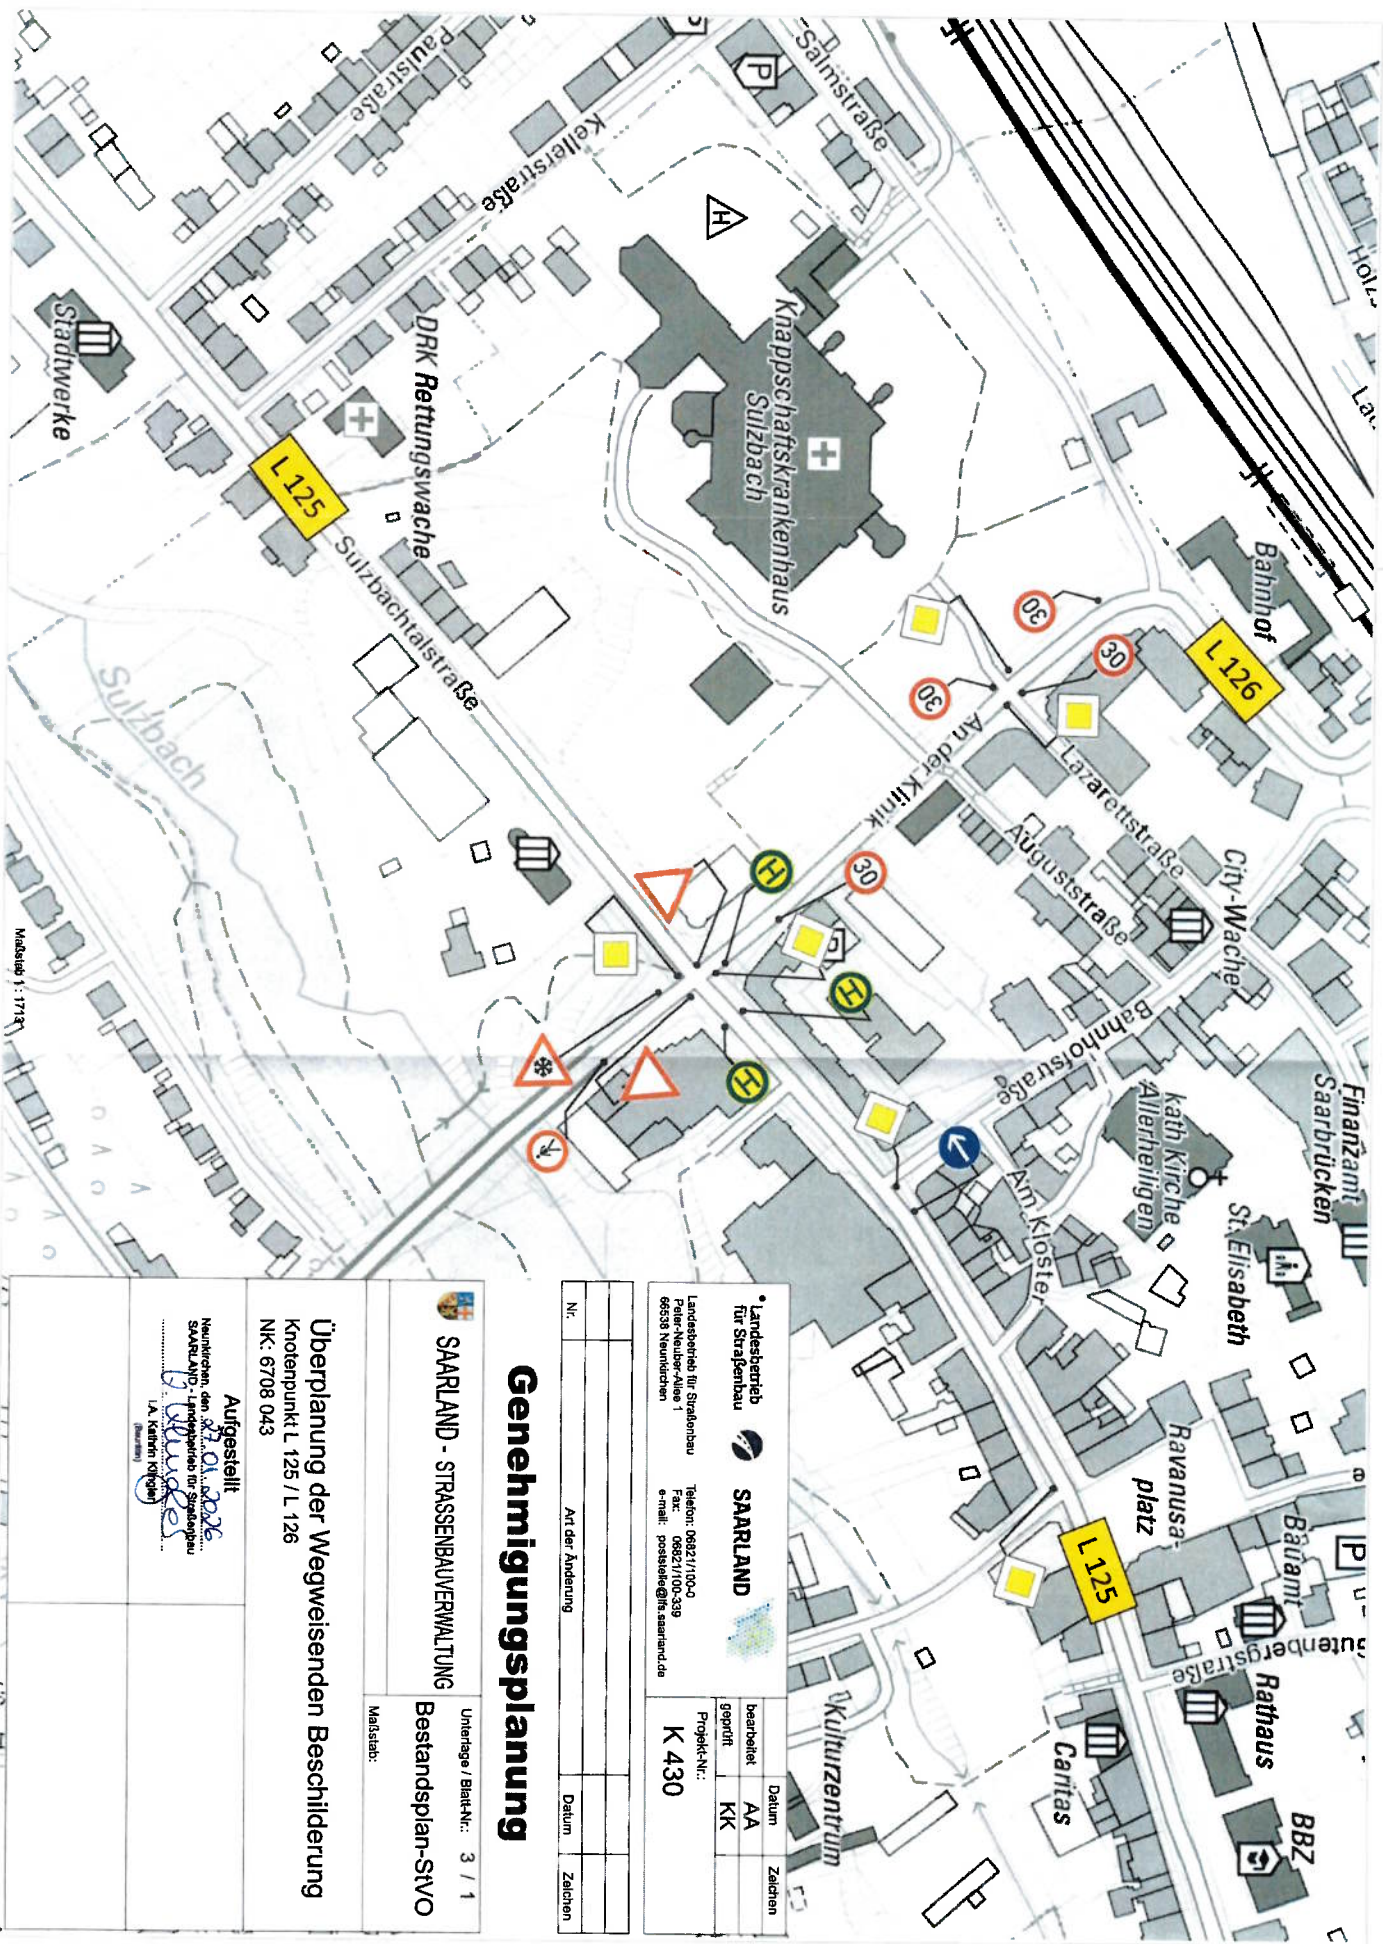 Paulstraße
Kellerstraße
Salmstraße
P
H
Knappschaftskrankenhaus
Sulzbach
DRK Rettungswache
Stadtwerke
L 125
Sulzbachtalstraße
Sulzbach
Bahnhof
L 126
30
30
30
30
An der Klinik
Lazarettstraße
Auguststraße
City-Wache
Bahnhofstraße
H
H
H
kath Kirche
Allerheiligen
Am Kloster
Finanzamt
Saarbrücken
St. Elisabeth
Ravanusa-
platz
L 125
Bauamt
P
utenbergstraße
Rathaus
BBZ
Caritas
Kulturzentrum
Maßstab 1 : 1713
Landesbetrieb
für Straßenbau
SAARLAND
Landesbetrieb für Straßenbau
Peter-Neuber-Allee 1
66538 Neunkirchen
Telefon: 06821/100-0
Fax: 06821/100-339
e-mail: poststelle@lfs.saarland.de
Datum Zeichen
bearbeitet AA
geprüft KK
Projekt-Nr.:
K 430
Nr. Art der Änderung Datum Zeichen
Genehmigungsplanung
SAARLAND - STRASSENBAUVERWALTUNG
Unterlage / Blatt-Nr.: 3 / 1
Bestandsplan-StVO
Maßstab:
Überplanung der Wegweisenden Beschilderung
Knotenpunkt L 125 / L 126
NK: 6708 043
Aufgestellt
Neunkirchen, den 27.01.2026
SAARLAND - Landesbetrieb für Straßenbau
i.A. Kathrin Klingler